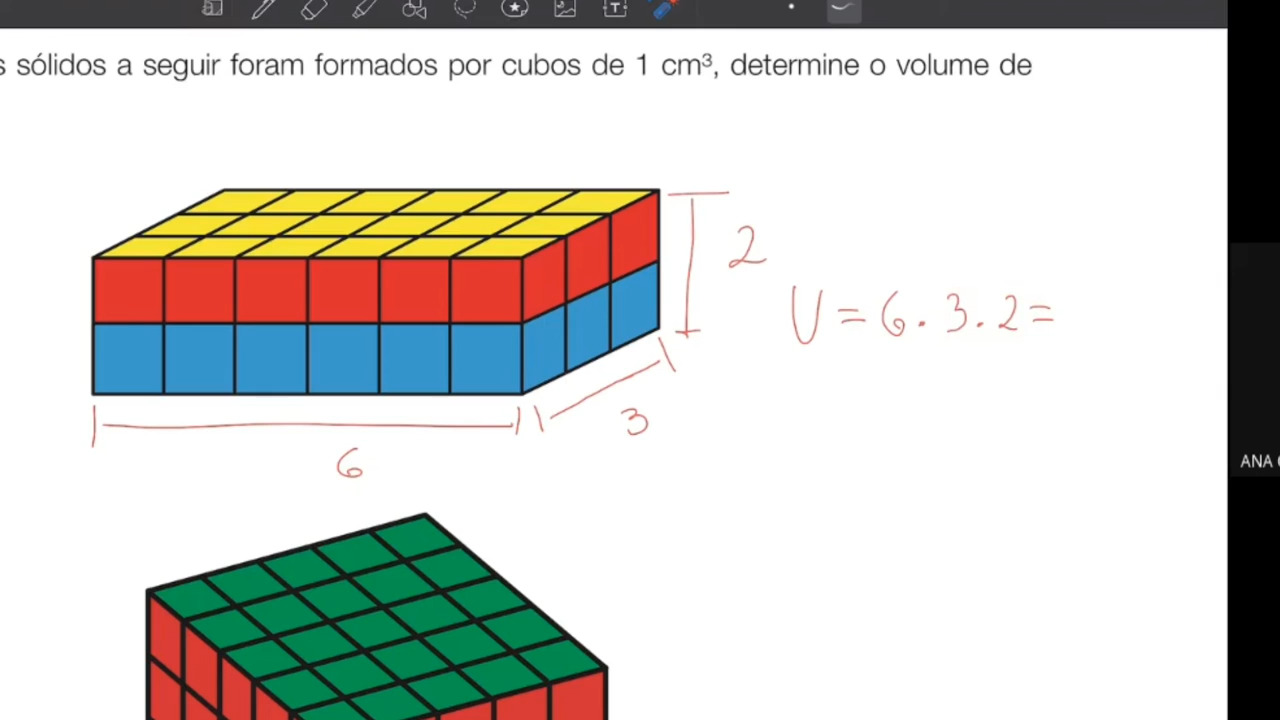 s sólidos a seguir foram formados por cubos de 1 cm³, determine o volume de
2
V = 6 . 3 . 2 =
3
6
ANA